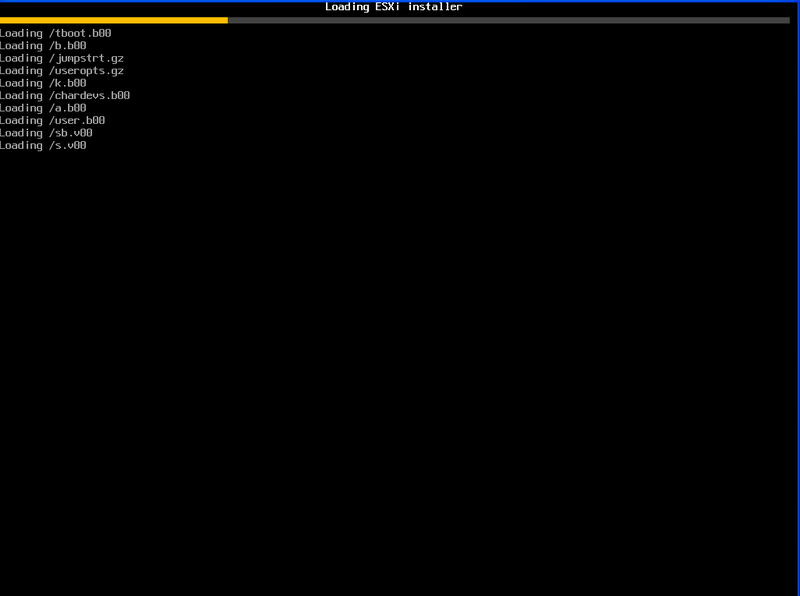 Loading ESXi installer
Loading /tboot.b00
Loading /b.b00
Loading /jumpstrt.gz
Loading /useropts.gz
Loading /k.b00
Loading /chardevs.b00
Loading /a.b00
Loading /user.b00
Loading /sb.v00
Loading /s.v00